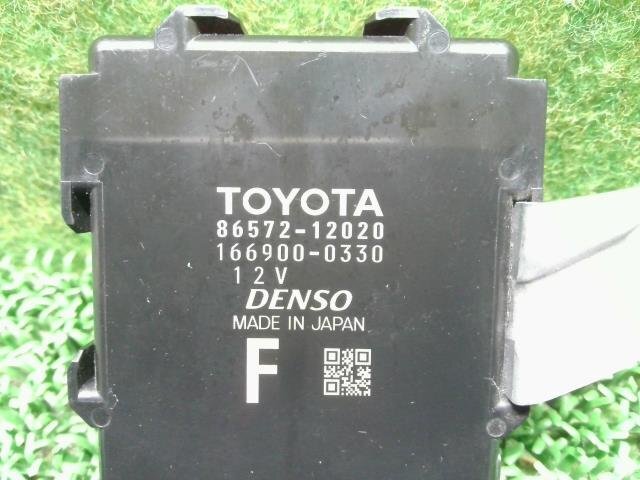 TOYOTA
86572-12020
166900-0330
12V
DENSO
MADE IN JAPAN
F